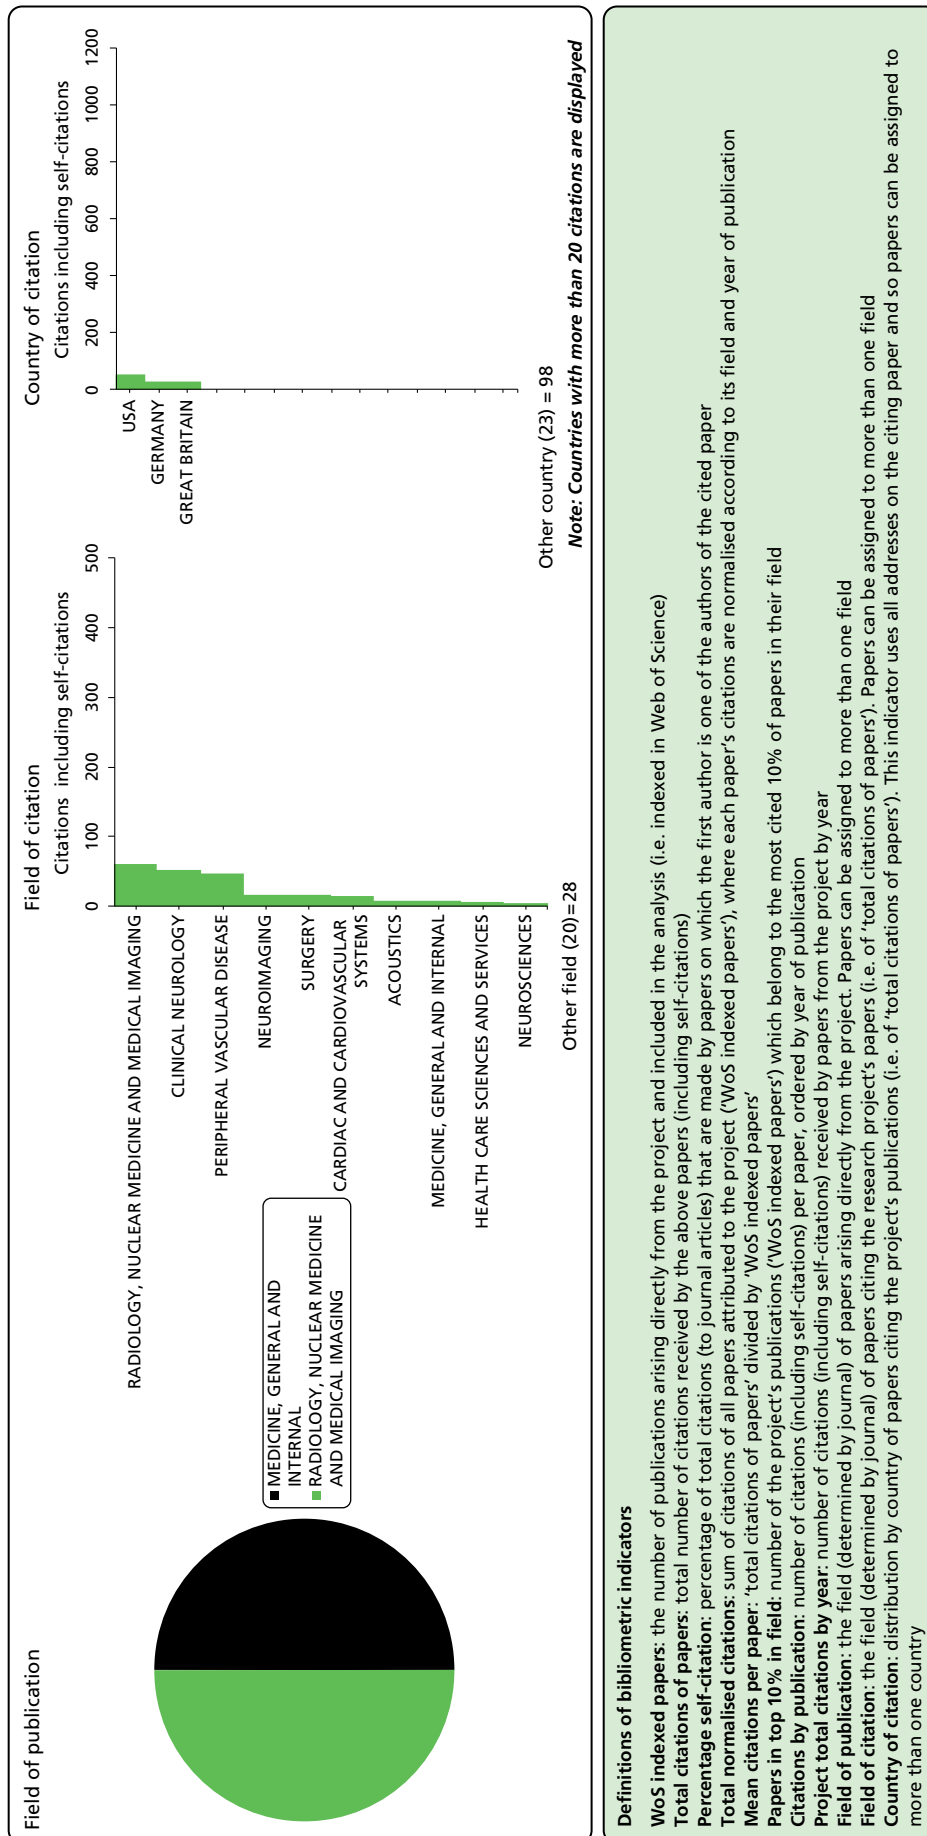 Field of publication
MEDICINE, GENERAL AND
INTERNAL
RADIOLOGY, NUCLEAR MEDICINE
AND MEDICAL IMAGING
Field of citation
Citations including self-citations
0 100 200 300 400 500
RADIOLOGY, NUCLEAR MEDICINE AND MEDICAL IMAGING
CLINICAL NEUROLOGY
PERIPHERAL VASCULAR DISEASE
NEUROIMAGING
SURGERY
CARDIAC AND CARDIOVASCULAR
SYSTEMS
ACOUSTICS
MEDICINE, GENERAL AND INTERNAL
HEALTH CARE SCIENCES AND SERVICES
NEUROSCIENCES
Other field (20)=28
Country of citation
Citations including self-citations
0 200 400 600 800 1000 1200
USA
GERMANY
GREAT BRITAIN
Other country (23) = 98
Note: Countries with more than 20 citations are displayed
Definitions of bibliometric indicators
WoS indexed papers: the number of publications arising directly from the project and included in the analysis (i.e. indexed in Web of Science)
Total citations of papers: total number of citations received by the above papers (including self-citations)
Percentage self-citation: percentage of total citations (to journal articles) that are made by papers on which the first author is one of the authors of the cited paper
Total normalised citations: sum of citations of all papers attributed to the project (‘WoS indexed papers’), where each paper’s citations are normalised according to its field and year of publication
Mean citations per paper: ‘total citations of papers’ divided by ‘WoS indexed papers’
Papers in top 10% in field: number of the project’s publications (‘WoS indexed papers’) which belong to the most cited 10% of papers in their field
Citations by publication: number of citations (including self-citations) per paper, ordered by year of publication
Project total citations by year: number of citations (including self-citations) received by papers from the project by year
Field of publication: the field (determined by journal) of papers arising directly from the project. Papers can be assigned to more than one field
Field of citation: the field (determined by journal) of papers citing the research project’s papers (i.e. of ‘total citations of papers’). Papers can be assigned to more than one field
Country of citation: distribution by country of papers citing the project’s publications (i.e. of ‘total citations of papers’). This indicator uses all addresses on the citing paper and so papers can be assigned to
more than one country